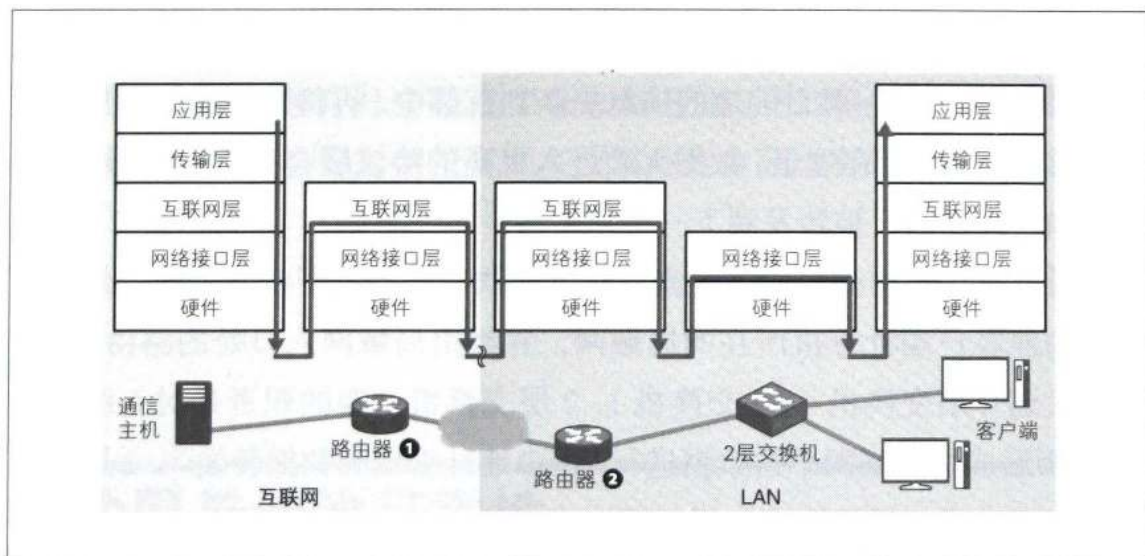 应用层
传输层
互联网层
网络接口层
硬件
互联网层
网络接口层
硬件
互联网层
网络接口层
硬件
网络接口层
硬件
应用层
传输层
互联网层
网络接口层
硬件
通信
主机
路由器 ❶
路由器 ❷
2层交换机
客户端
互联网
LAN